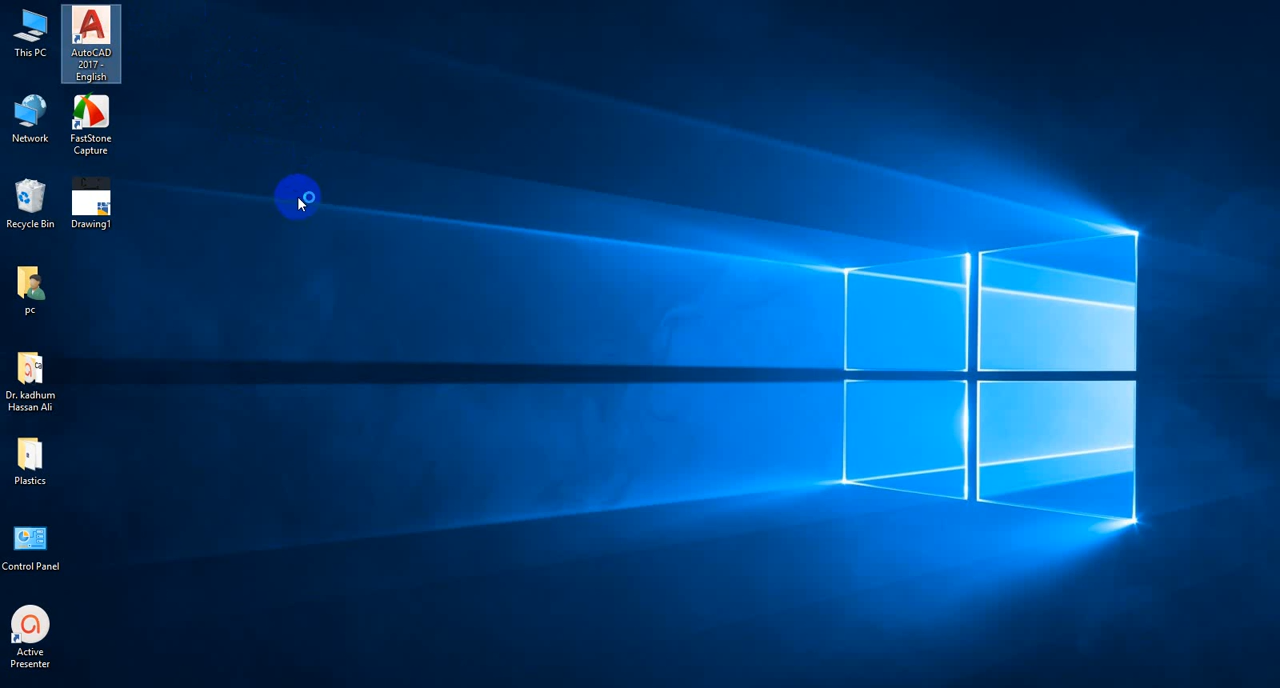 This PC
AutoCAD
2017 -
English
Network
FastStone
Capture
Recycle Bin
Drawing1
pc
Dr. kadhum
Hassan Ali
Plastics
Control Panel
Active
Presenter